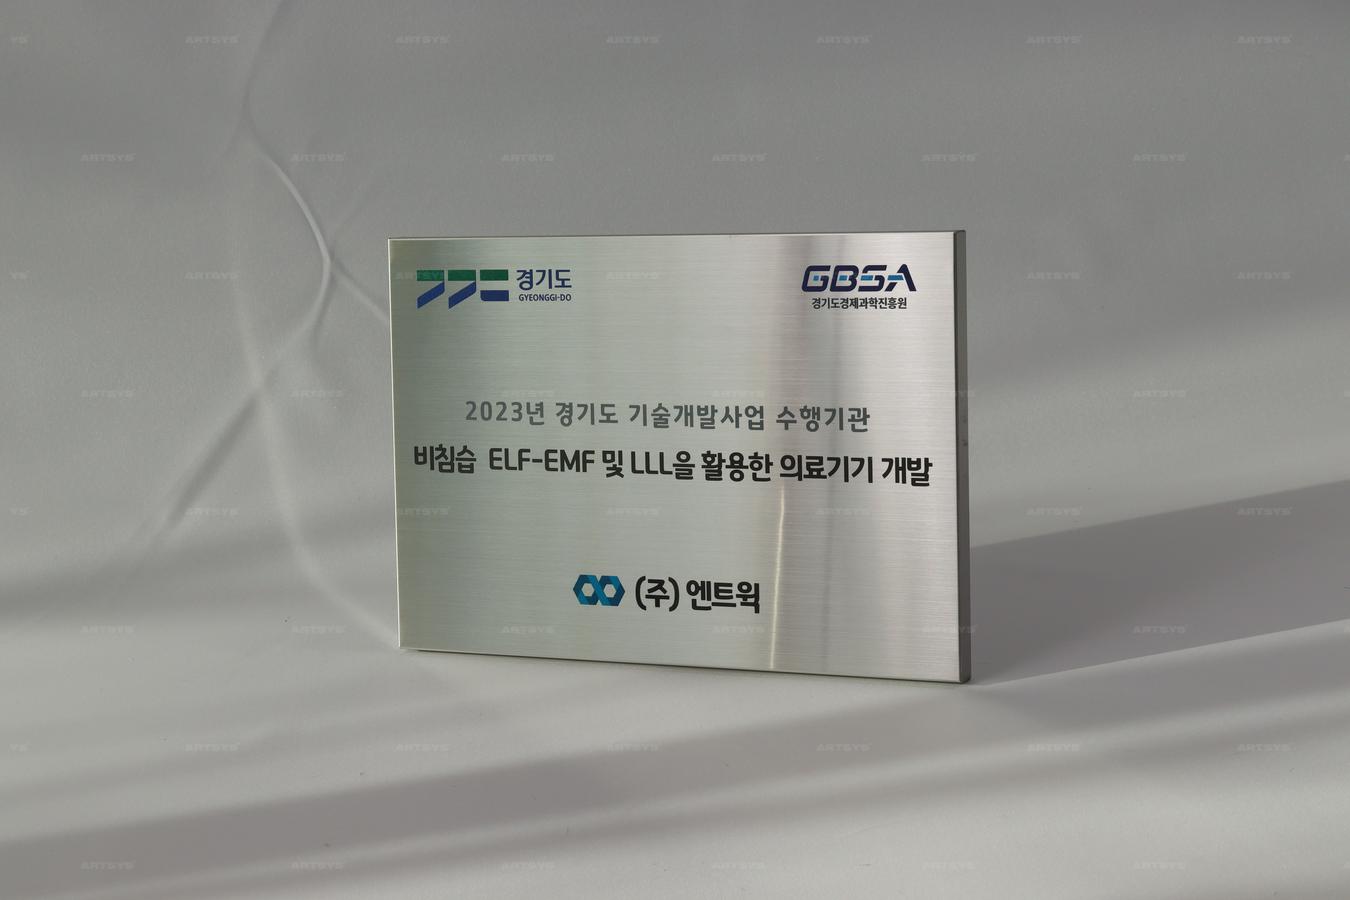 경기도
GYEONGGI-DO
GBSA
경기도경제과학진흥원
2023년 경기도 기술개발사업 수행기관
비침습 ELF-EMF 및 LLL을 활용한 의료기기 개발
(주) 엔트윅
ARTSYS